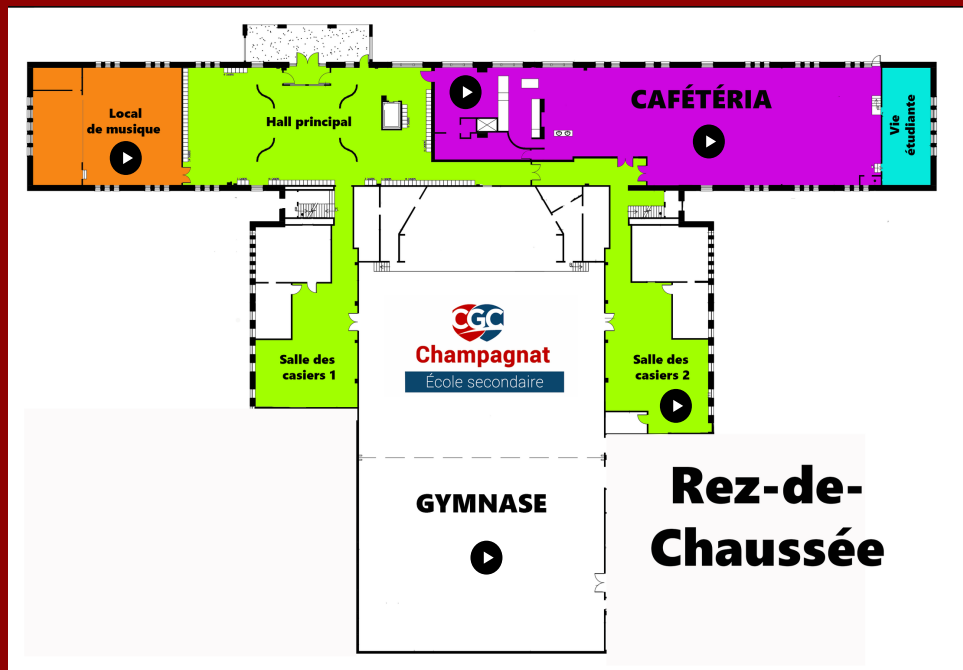 Local
de musique
Hall principal
CAFÉTÉRIA
Vie
étudiante
CGC
Champagnat
École secondaire
Salle des
casiers 1
Salle des
casiers 2
GYMNASE
Rez-de-
Chaussée